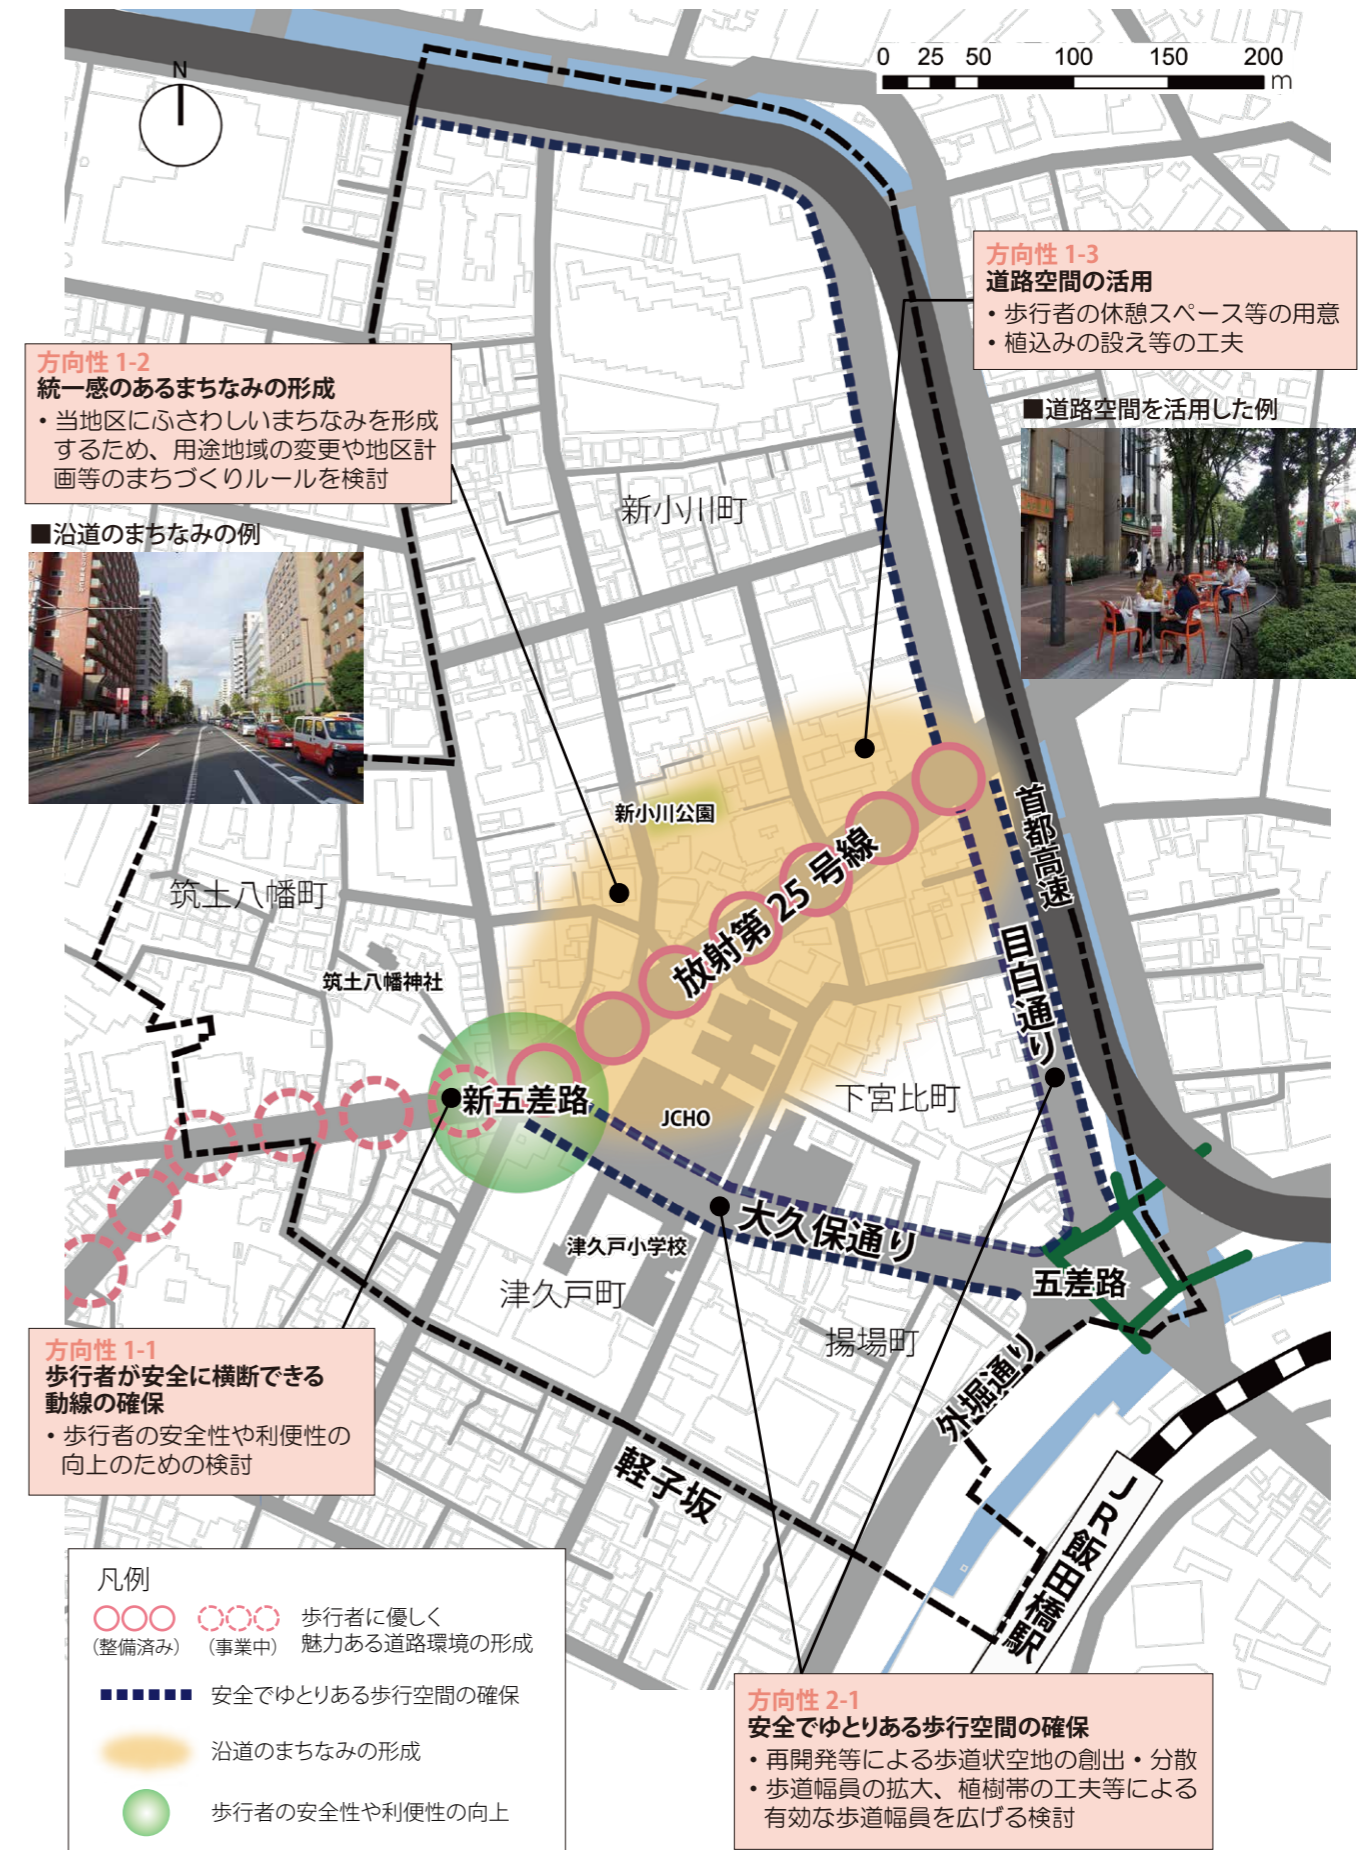 N
0 25 50 100 150 200
m
方向性 1-3
道路空間の活用
・歩行者の休憩スペース等の用意
・植込みの設え等の工夫
■道路空間を活用した例
方向性 1-2
統一感のあるまちなみの形成
・当地区にふさわしいまちなみを形成
するため、用途地域の変更や地区計
画等のまちづくりルールを検討
■沿道のまちなみの例
新小川町
新小川公園
首都高速
放射第 25 号線
筑土八幡町
目白通り
筑土八幡神社
新五差路
JCHO
下宮比町
大久保通り
津久戸小学校
津久戸町
五差路
揚場町
外堀通り
軽子坂
JR飯田橋駅
方向性 1-1
歩行者が安全に横断できる
動線の確保
・歩行者の安全性や利便性の
向上のための検討
凡例
(整備済み) (事業中)
歩行者に優しく
魅力ある道路環境の形成
安全でゆとりある歩行空間の確保
沿道のまちなみの形成
歩行者の安全性や利便性の向上
方向性 2-1
安全でゆとりある歩行空間の確保
・再開発等による歩道状空地の創出・分散
・歩道幅員の拡大、植樹帯の工夫等による
有効な歩道幅員を広げる検討